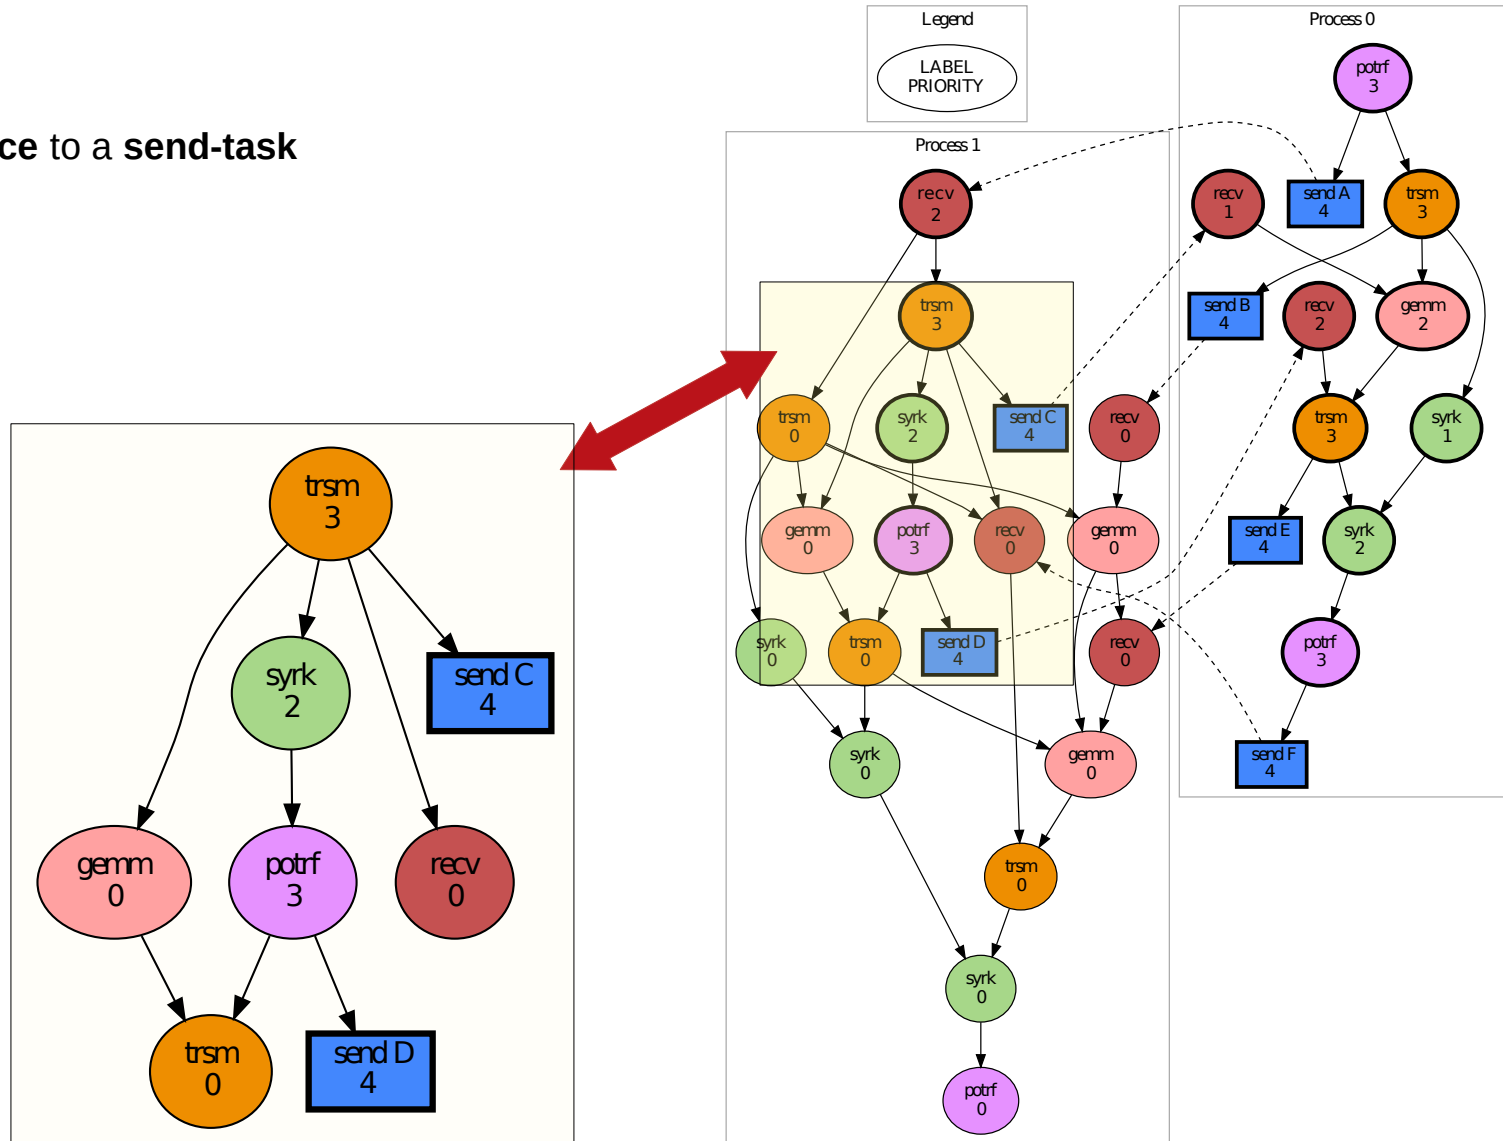 ce to a send-task
Legend
LABEL
PRIORITY
Process 0
potrf
3
recv
1
send A
4
trsm
3
send B
4
recv
2
gemm
2
trsm
3
syrk
1
send E
4
syrk
2
potrf
3
send F
4
Process 1
recv
2
trsm
3
trsm
0
syrk
2
send C
4
recv
0
gemm
0
potrf
3
recv
0
gemm
0
syrk
0
trsm
0
send D
4
recv
0
syrk
0
gemm
0
trsm
0
syrk
0
potrf
0
trsm
3
syrk
2
send C
4
gemm
0
potrf
3
recv
0
trsm
0
send D
4